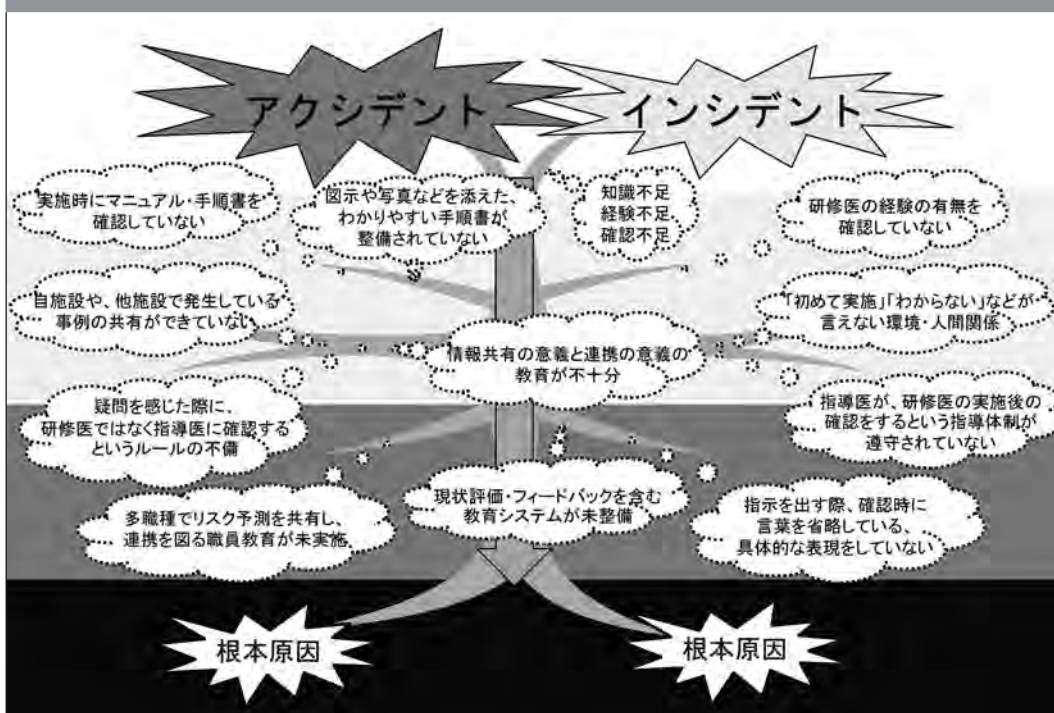 アクシデント
インシデント
実施時にマニュアル・手順書を
確認していない
図示や写真などを添えた、
わかりやすい手順書が
整備されていない
知識不足
経験不足
確認不足
研修医の経験の有無を
確認していない
自施設や、他施設で発生している
事例の共有ができていない
「初めて実施」「わからない」などが
言えない環境・人間関係
情報共有の意義と連携の意義の
教育が不十分
疑問を感じた際に、
研修医ではなく指導医に確認する
というルールの不備
指導医が、研修医の実施後の
確認をするという指導体制が
遵守されていない
多職種でリスク予測を共有し、
連携を図る職員教育が未実施
現状評価・フィードバックを含む
教育システムが未整備
指示を出す際、確認時に
言葉を省略している、
具体的な表現をしていない
根本原因
根本原因